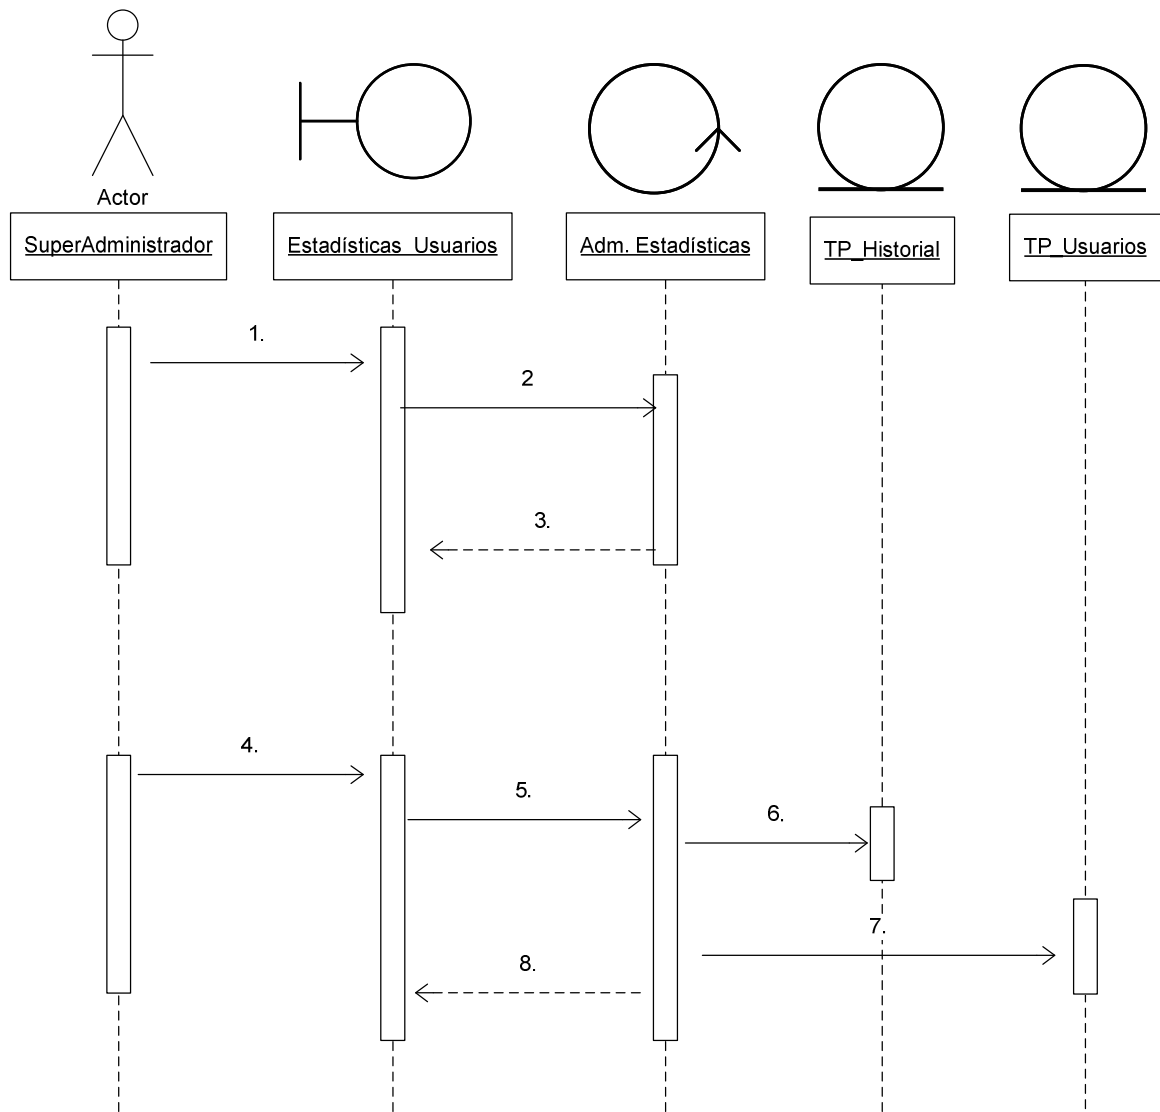 Actor
SuperAdministrador
Estadísticas_Usuarios
Adm. Estadísticas
TP_Historial
TP_Usuarios
1.
2
3.
4.
5.
6.
7.
8.